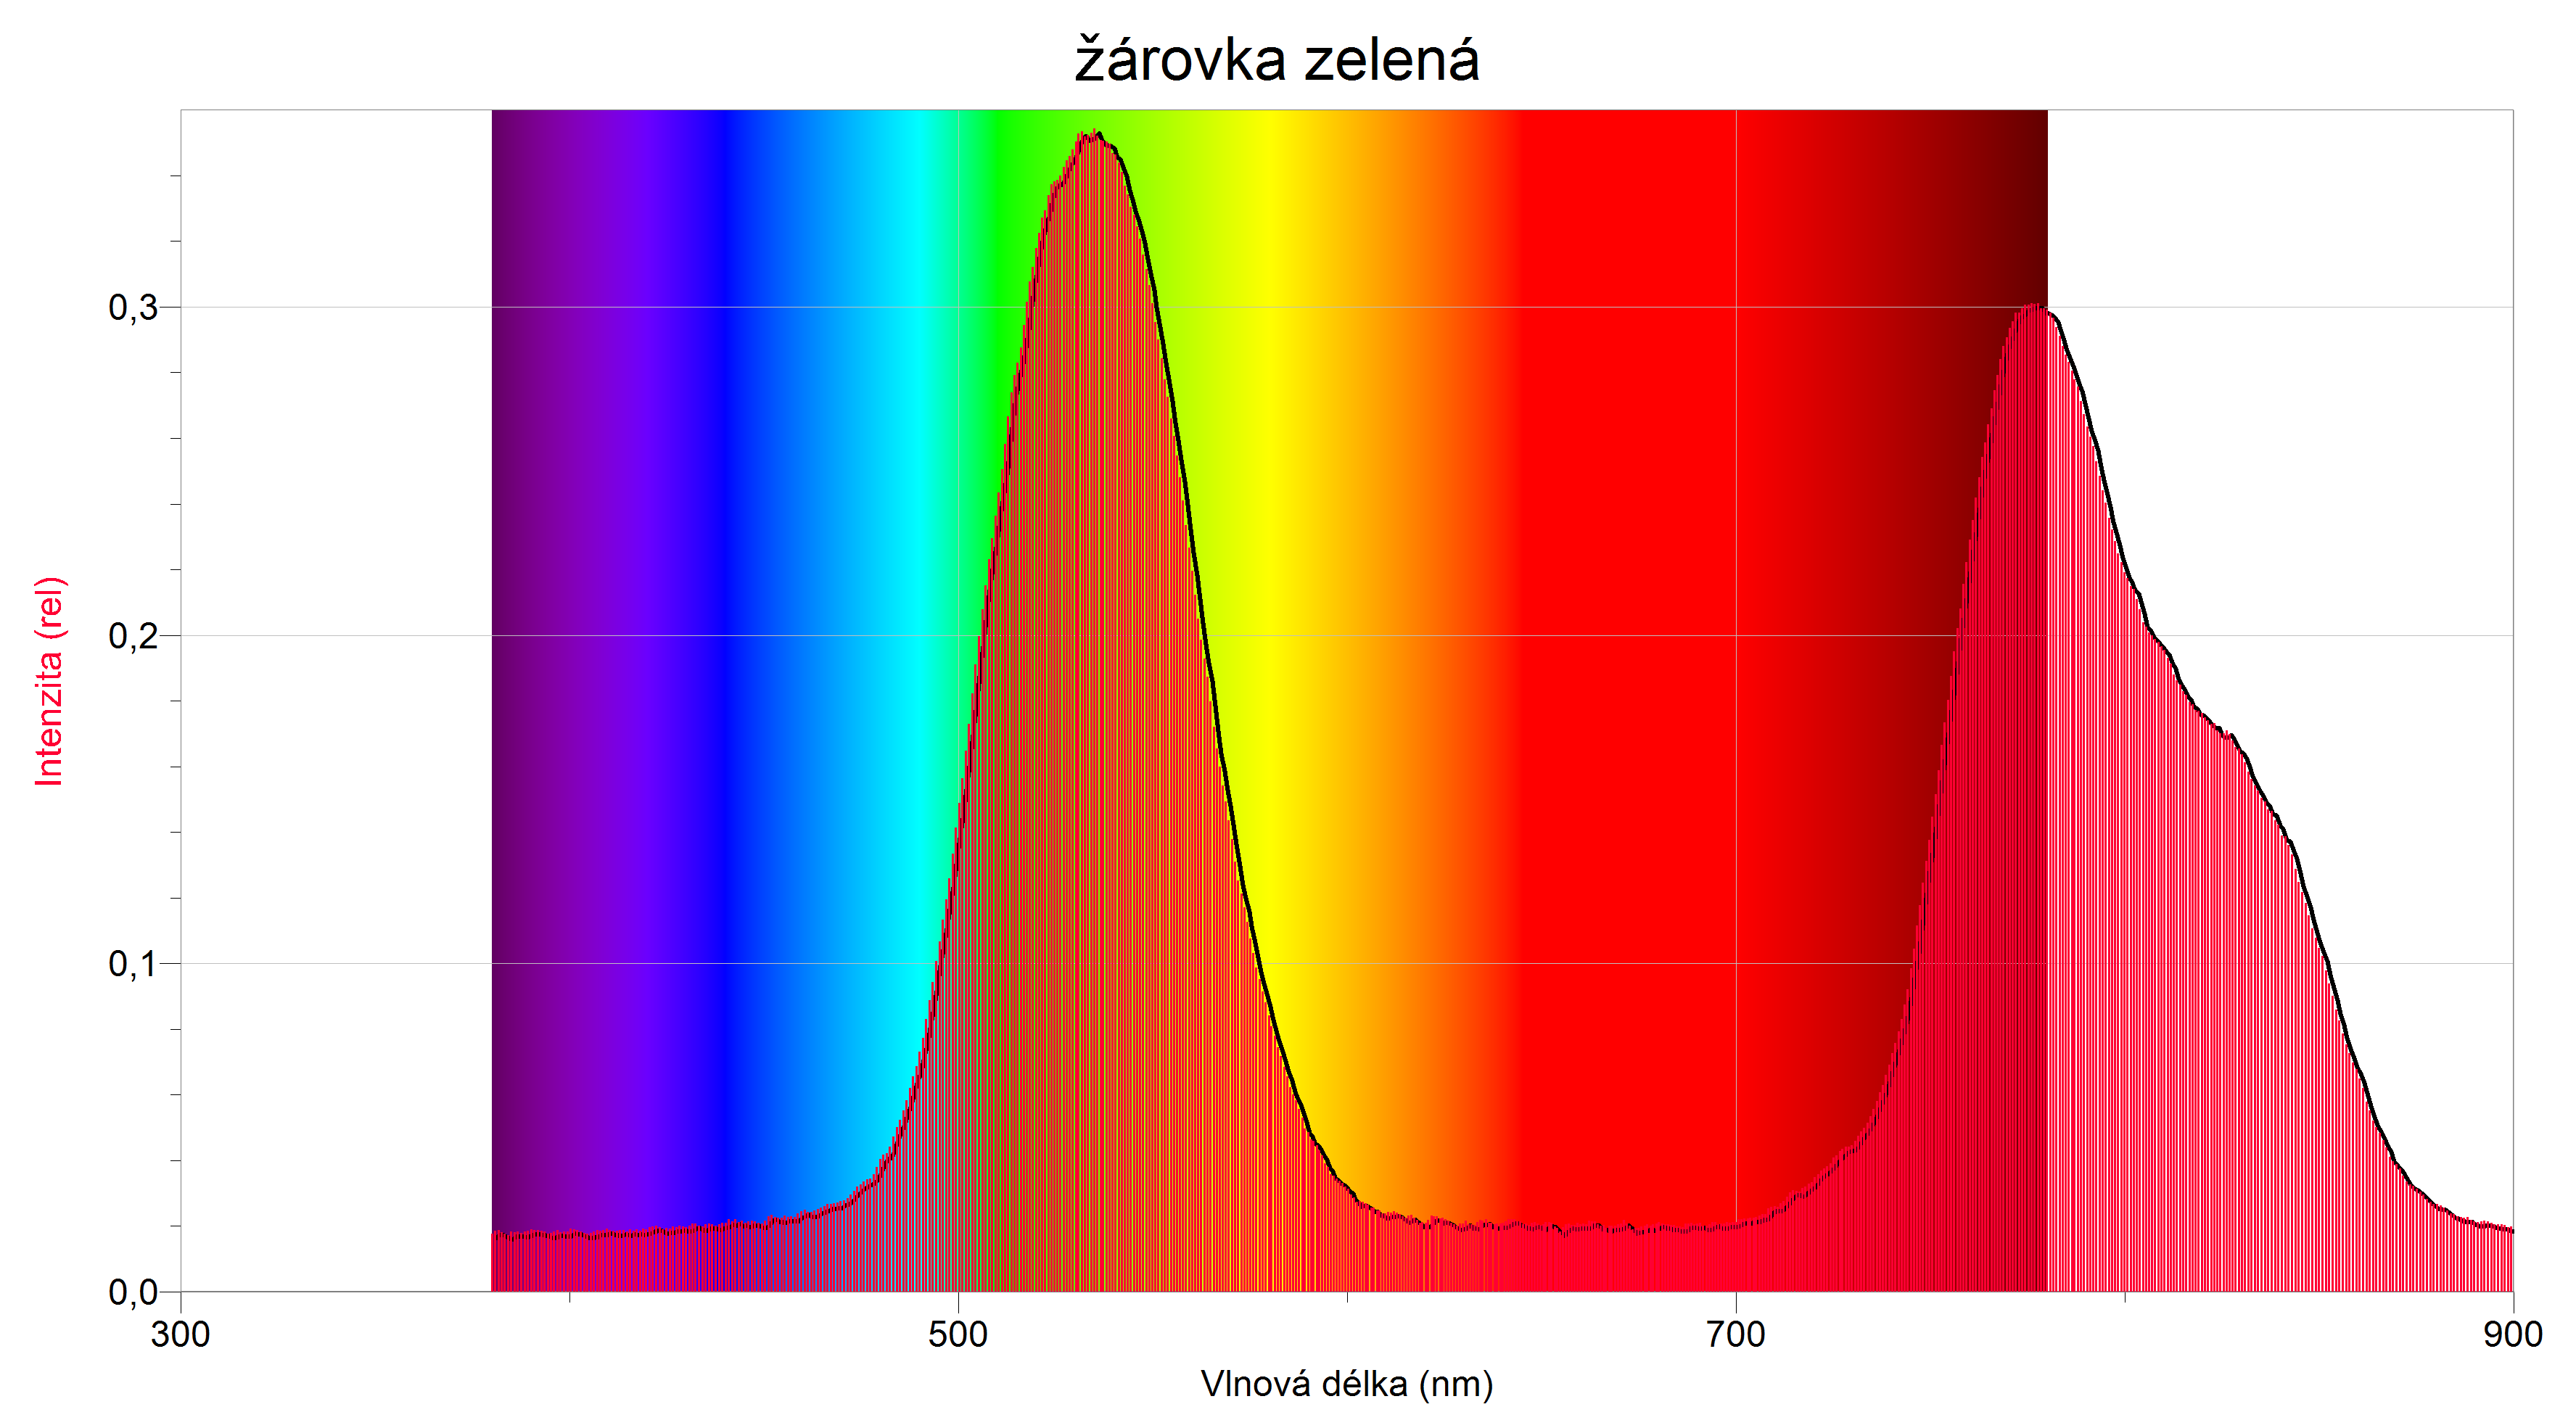 žárovka zelená
Intenzita (rel)
0,3
0,2
0,1
0,0
300 500 700 900
Vlnová délka (nm)